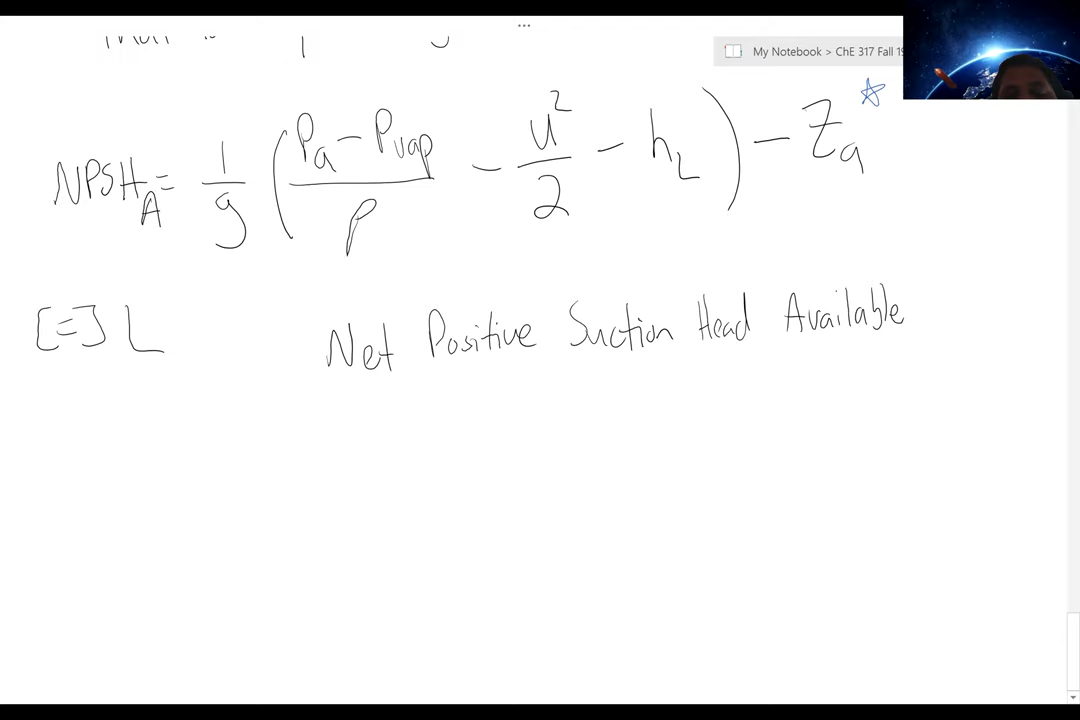 My Notebook > ChE 317 Fall 19
NPSH_A = 1/g ( (P_a - P_vap)/ρ - u²/2 - h_L ) - Z_a ☆
[=] L
Net Positive Suction Head Available